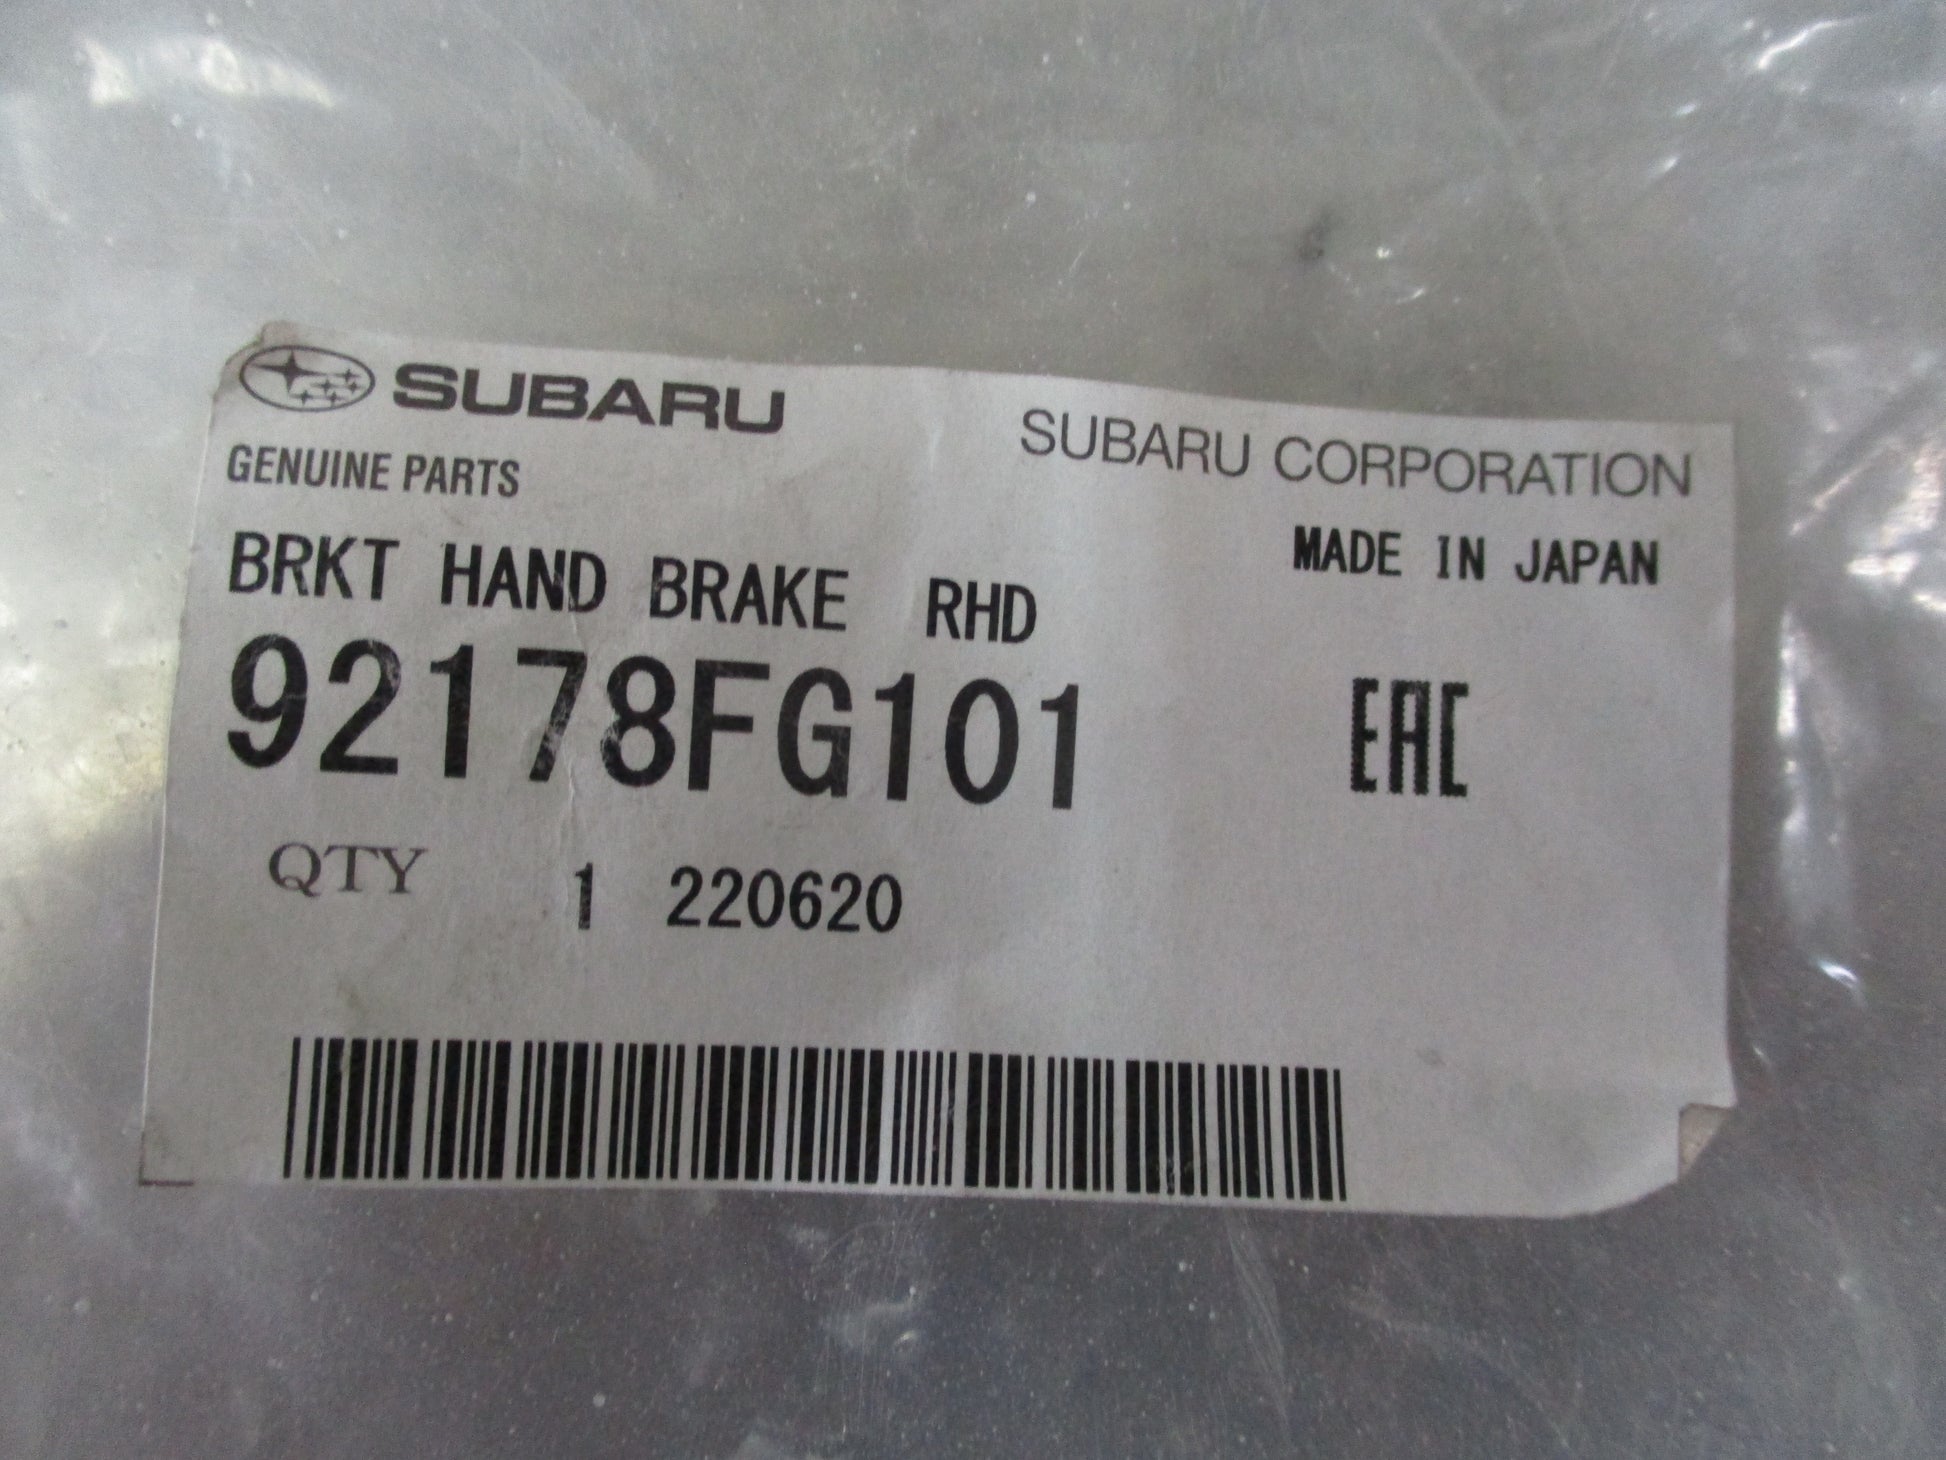 SUBARU
SUBARU CORPORATION
GENUINE PARTS
MADE IN JAPAN
BRKT HAND BRAKE RHD
92178FG101
EAC
QTY 1 220620